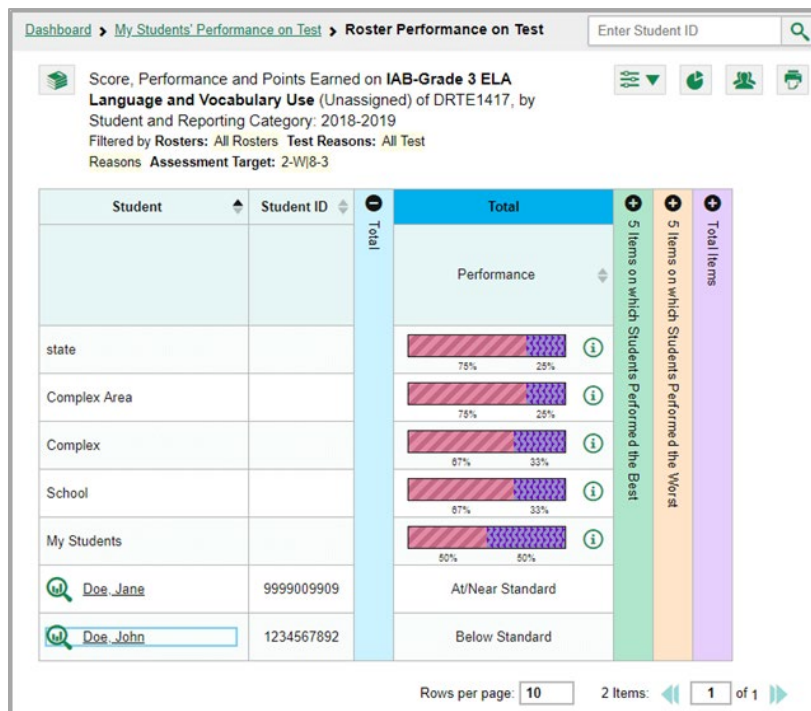 Dashboard > My Students' Performance on Test > Roster Performance on Test
Enter Student ID
Score, Performance and Points Earned on IAB-Grade 3 ELA
Language and Vocabulary Use (Unassigned) of DRTE1417, by
Student and Reporting Category: 2018-2019
Filtered by Rosters: All Rosters Test Reasons: All Test
Reasons Assessment Target: 2-W|8-3
Student
Student ID
Total
Total
Performance
5 Items on which Students Performed the Best
5 Items on which Students Performed the Worst
Total Items
state
75% 25%
Complex Area
75% 25%
Complex
67% 33%
School
67% 33%
My Students
50% 50%
Doe, Jane 9999009909 At/Near Standard
Doe, John 1234567892 Below Standard
Rows per page: 10 2 Items: 1 of 1